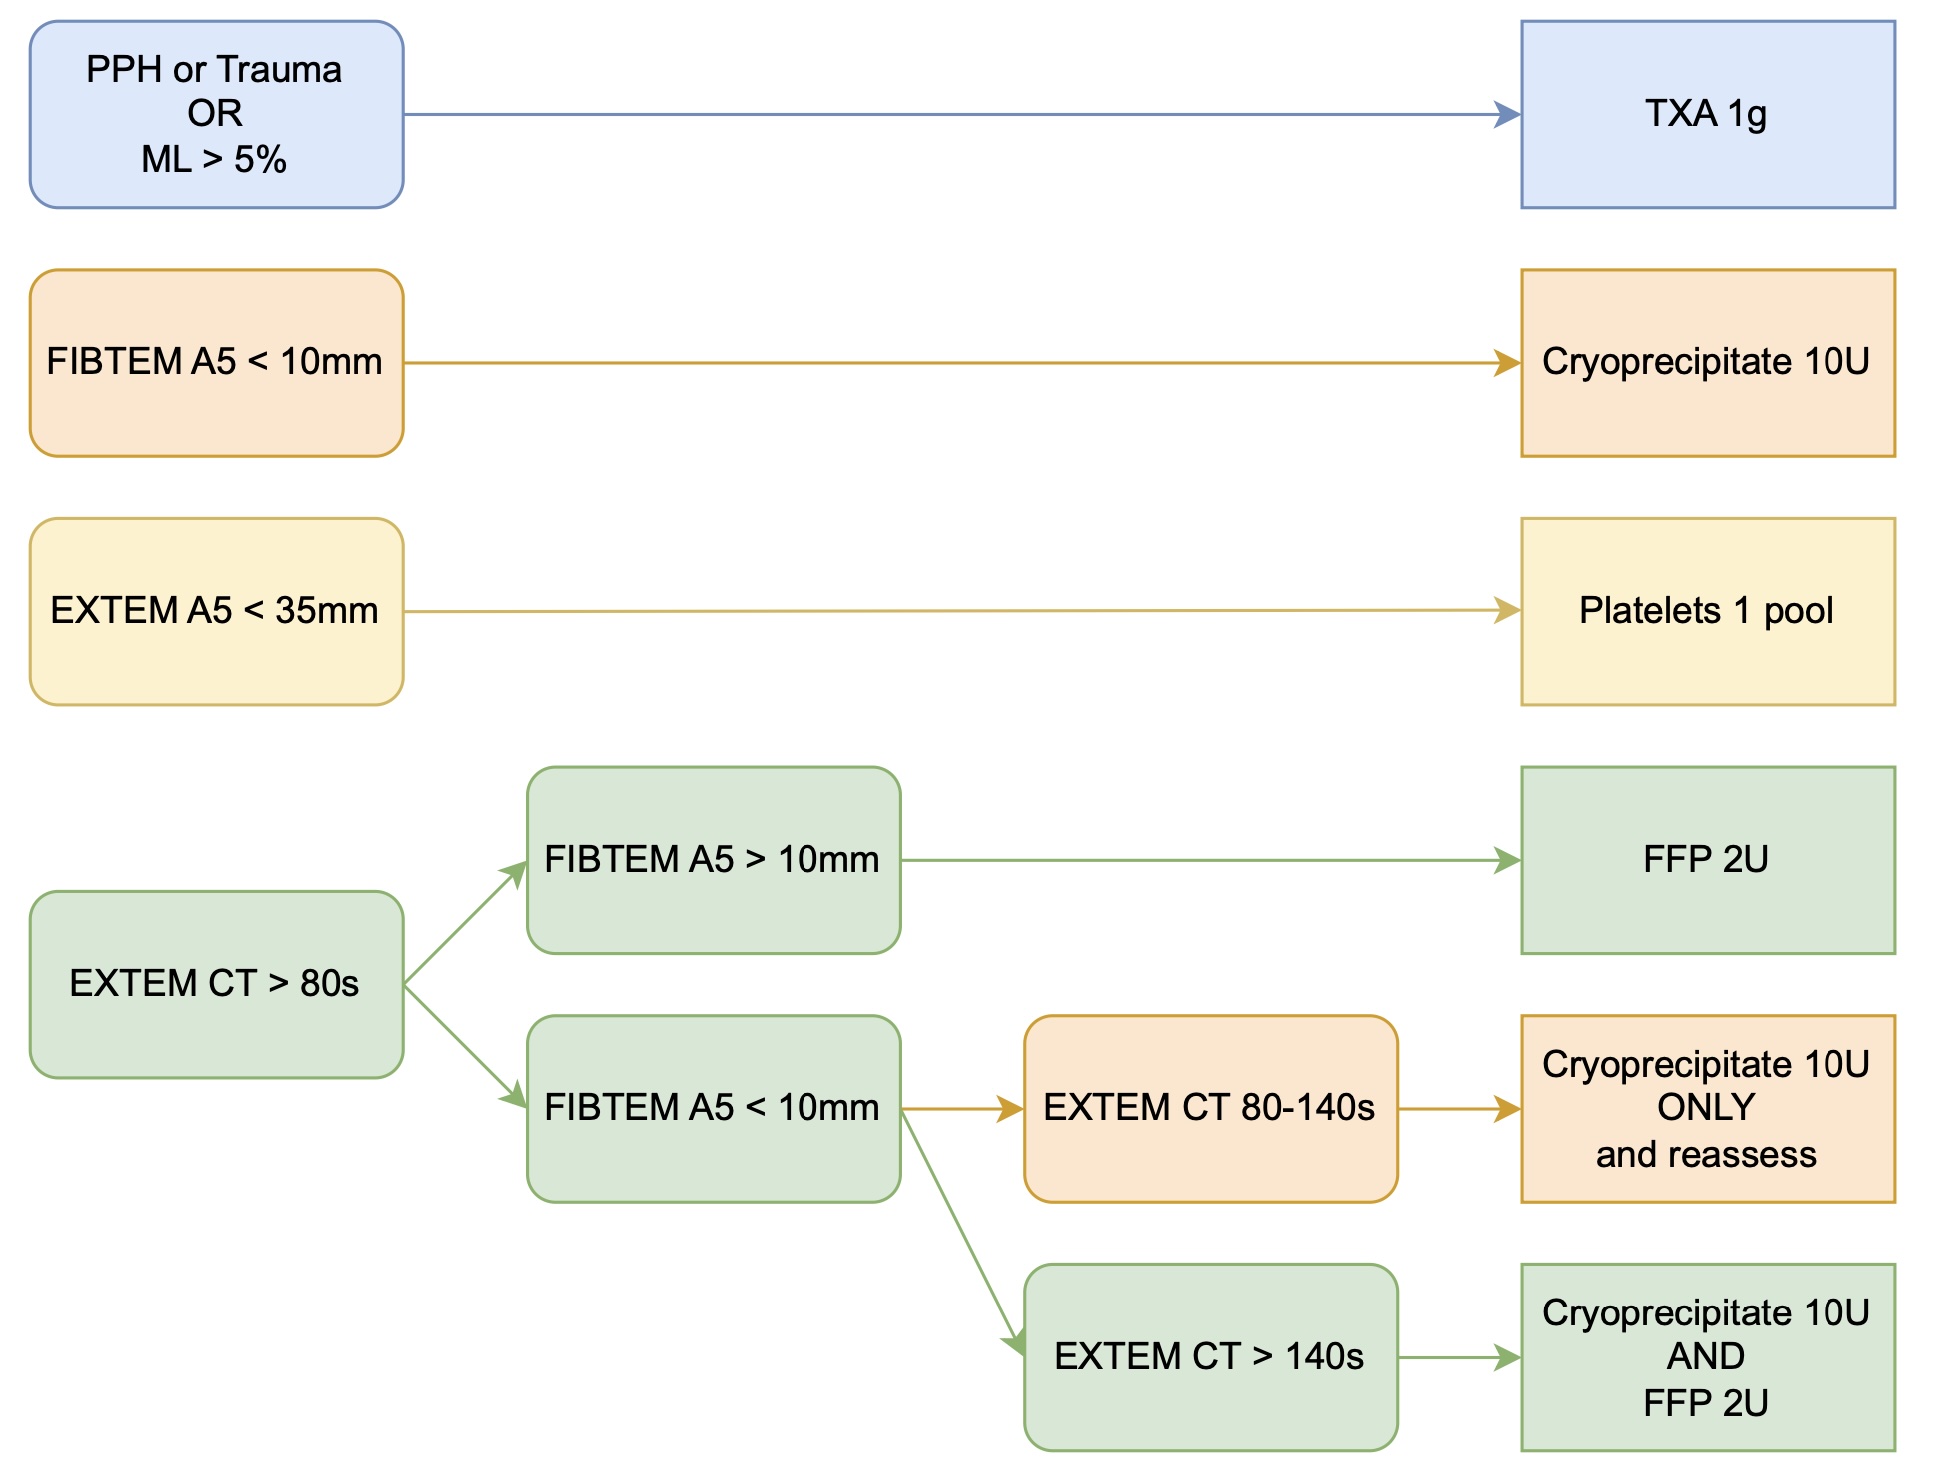 PPH or Trauma
OR
ML > 5%
TXA 1g
FIBTEM A5 < 10mm
Cryoprecipitate 10U
EXTEM A5 < 35mm
Platelets 1 pool
EXTEM CT > 80s
FIBTEM A5 > 10mm
FFP 2U
FIBTEM A5 < 10mm
EXTEM CT 80-140s
Cryoprecipitate 10U
ONLY
and reassess
EXTEM CT > 140s
Cryoprecipitate 10U
AND
FFP 2U